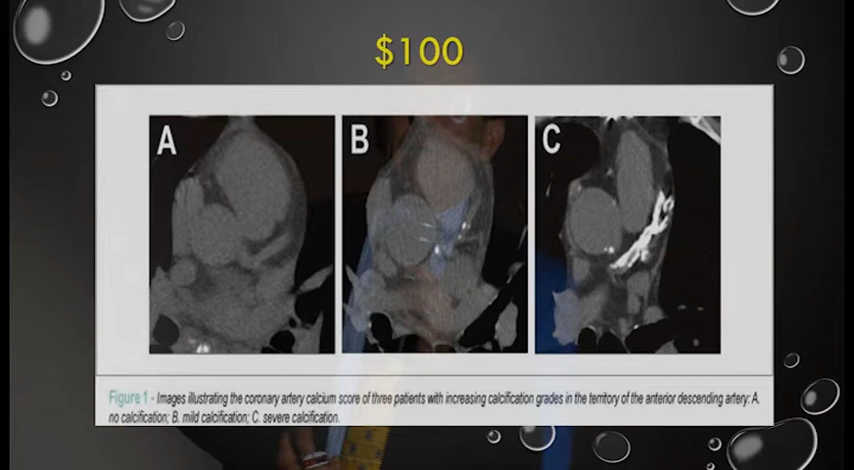 $100
A
B
C
Figure 1 - Images illustrating the coronary artery calcium score of three patients with increasing calcification grades in the territory of the anterior descending artery: A.
no calcification; B. mild calcification; C. severe calcification.